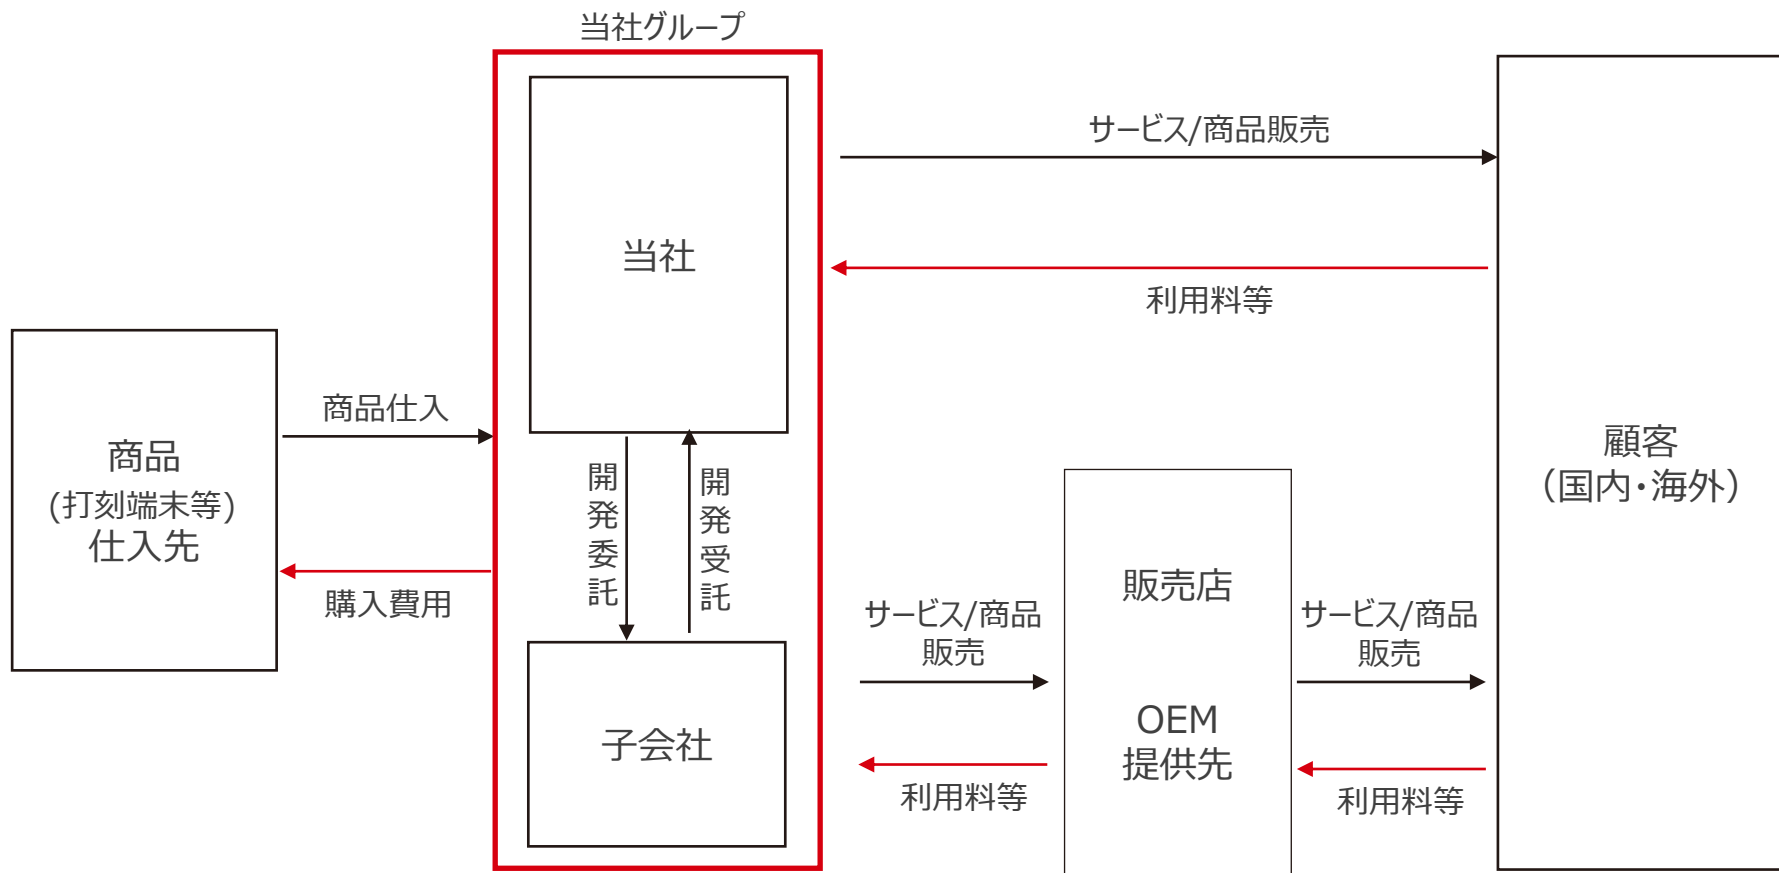 当社グループ
当社
サービス/商品販売
利用料等
商品
(打刻端末等)
仕入先
商品仕入
購入費用
開発委託
開発受託
子会社
サービス/商品
販売
利用料等
販売店
OEM
提供先
サービス/商品
販売
利用料等
顧客
(国内・海外)